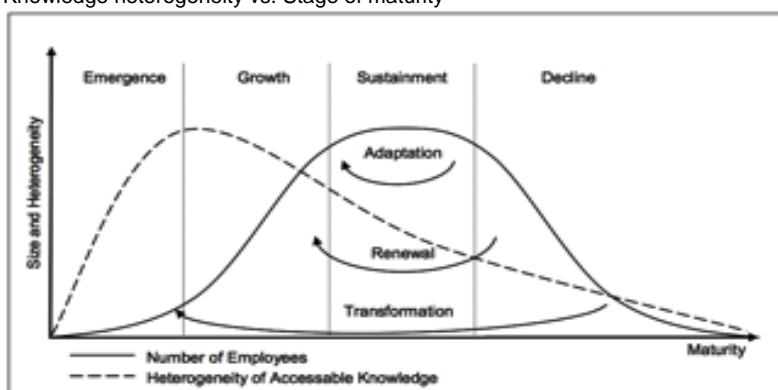 Knowledge heterogeneity vs. Stage of maturity
Emergence Growth Sustainment Decline
Size and Heterogeneity
Adaptation
Renewal
Transformation
Maturity
Number of Employees
Heterogeneity of Accessable Knowledge